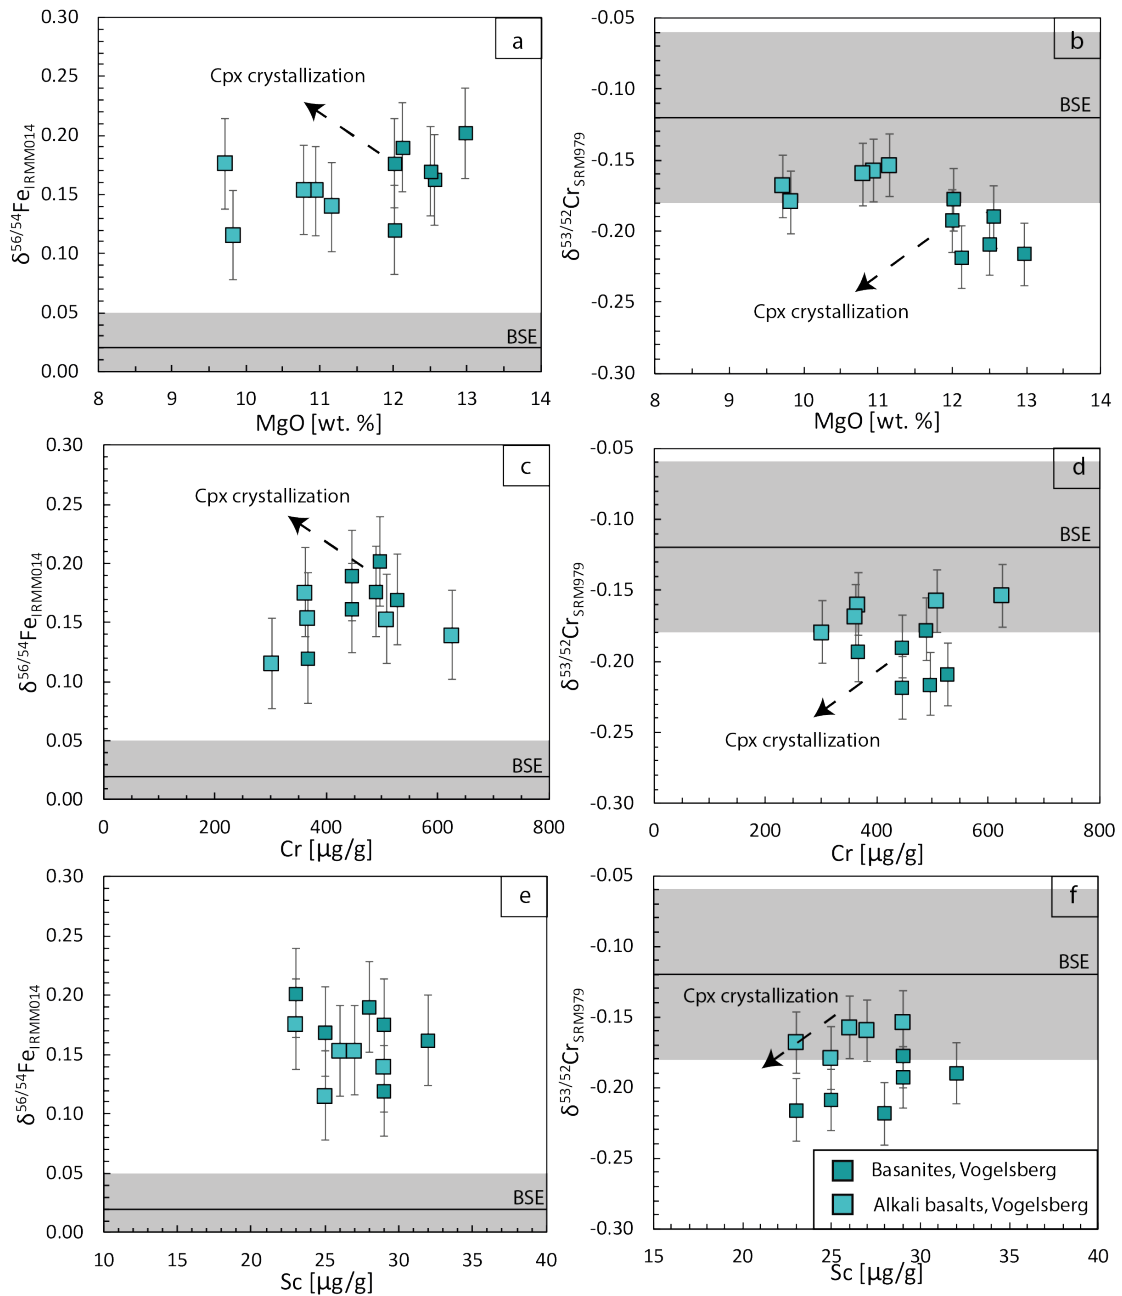 a
0.30
0.25
0.20
0.15
0.10
0.05
0.00
δ56/54FeIRMM014
Cpx crystallization
BSE
8 9 10 11 12 13 14
MgO [wt. %]
b
-0.05
-0.10
-0.15
-0.20
-0.25
-0.30
δ53/52CrSRM979
BSE
Cpx crystallization
8 9 10 11 12 13 14
MgO [wt. %]
c
0.30
0.25
0.20
0.15
0.10
0.05
0.00
δ56/54FeIRMM014
Cpx crystallization
BSE
0 200 400 600 800
Cr [µg/g]
d
-0.05
-0.10
-0.15
-0.20
-0.25
-0.30
δ53/52CrSRM979
BSE
Cpx crystallization
0 200 400 600 800
Cr [µg/g]
e
0.30
0.25
0.20
0.15
0.10
0.05
0.00
δ56/54FeIRMM014
BSE
10 15 20 25 30 35 40
Sc [µg/g]
f
-0.05
-0.10
-0.15
-0.20
-0.25
-0.30
δ53/52CrSRM979
BSE
Cpx crystallization
Basanites, Vogelsberg
Alkali basalts, Vogelsberg
15 20 25 30 35 40
Sc [µg/g]